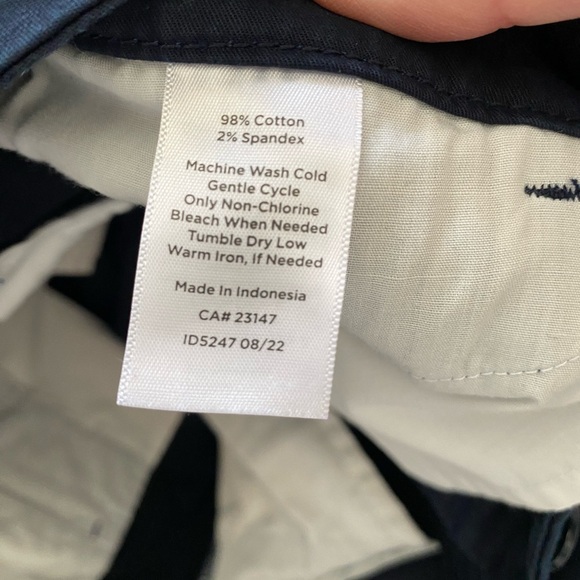 98% Cotton
2% Spandex
Machine Wash Cold
Gentle Cycle
Only Non-Chlorine
Bleach When Needed
Tumble Dry Low
Warm Iron, If Needed
Made In Indonesia
CA# 23147
ID5247 08/22